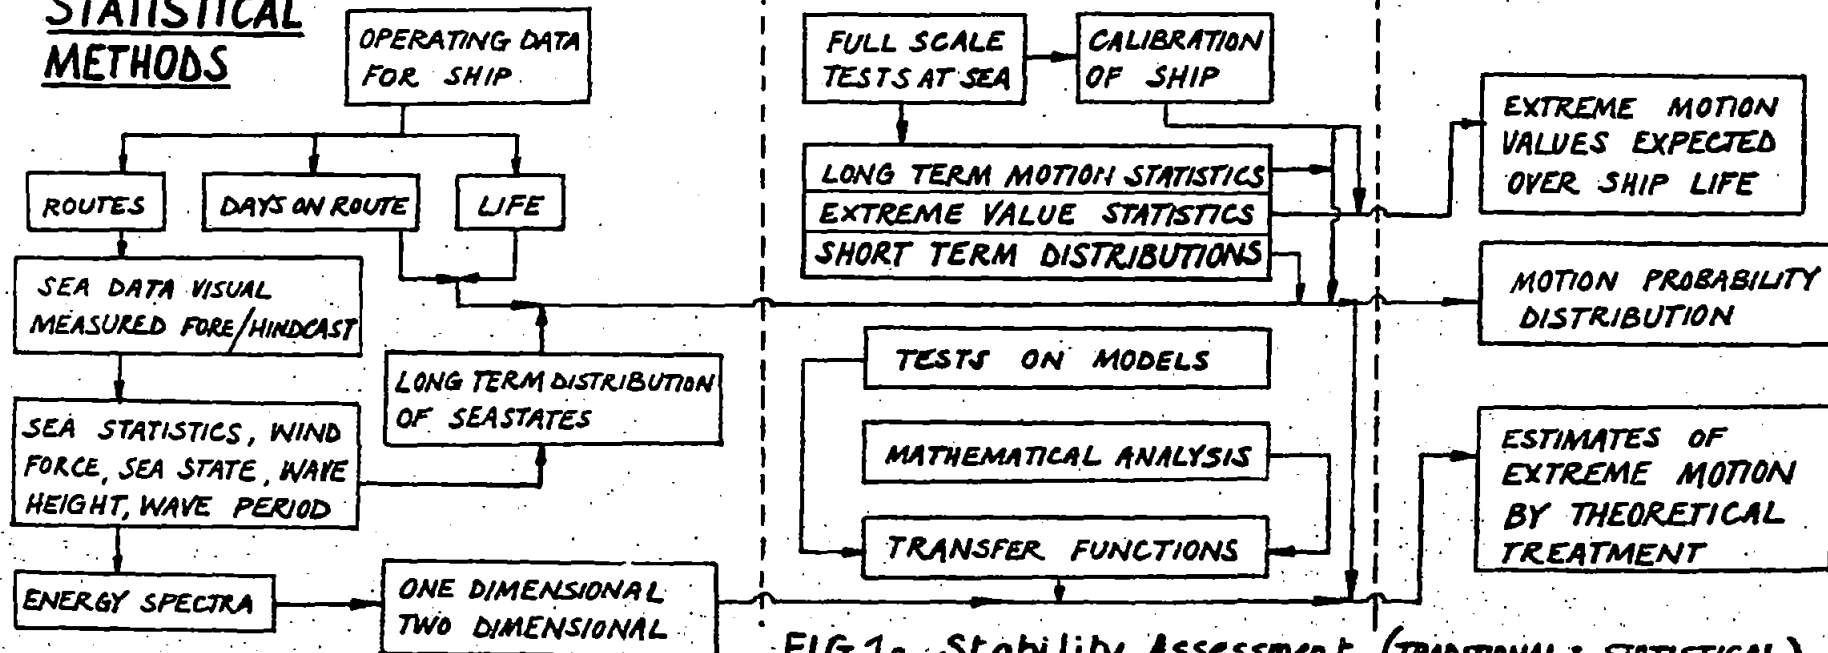 STATISTICAL
METHODS
OPERATING DATA
FOR SHIP
ROUTES
DAYS ON ROUTE
LIFE
SEA DATA VISUAL
MEASURED FORE/HINDCAST
LONG TERM DISTRIBUTION
OF SEASTATES
SEA STATISTICS, WIND
FORCE, SEA STATE, WAVE
HEIGHT, WAVE PERIOD
ENERGY SPECTRA
ONE DIMENSIONAL
TWO DIMENSIONAL
FULL SCALE
TESTS AT SEA
CALIBRATION
OF SHIP
LONG TERM MOTION STATISTICS
EXTREME VALUE STATISTICS
SHORT TERM DISTRIBUTIONS
TESTS ON MODELS
MATHEMATICAL ANALYSIS
TRANSFER FUNCTIONS
EXTREME MOTION
VALUES EXPECTED
OVER SHIP LIFE
MOTION PROBABILITY
DISTRIBUTION
ESTIMATES OF
EXTREME MOTION
BY THEORETICAL
TREATMENT
FIG 1. Stability Assessment (TRADITIONAL & STATISTICAL)